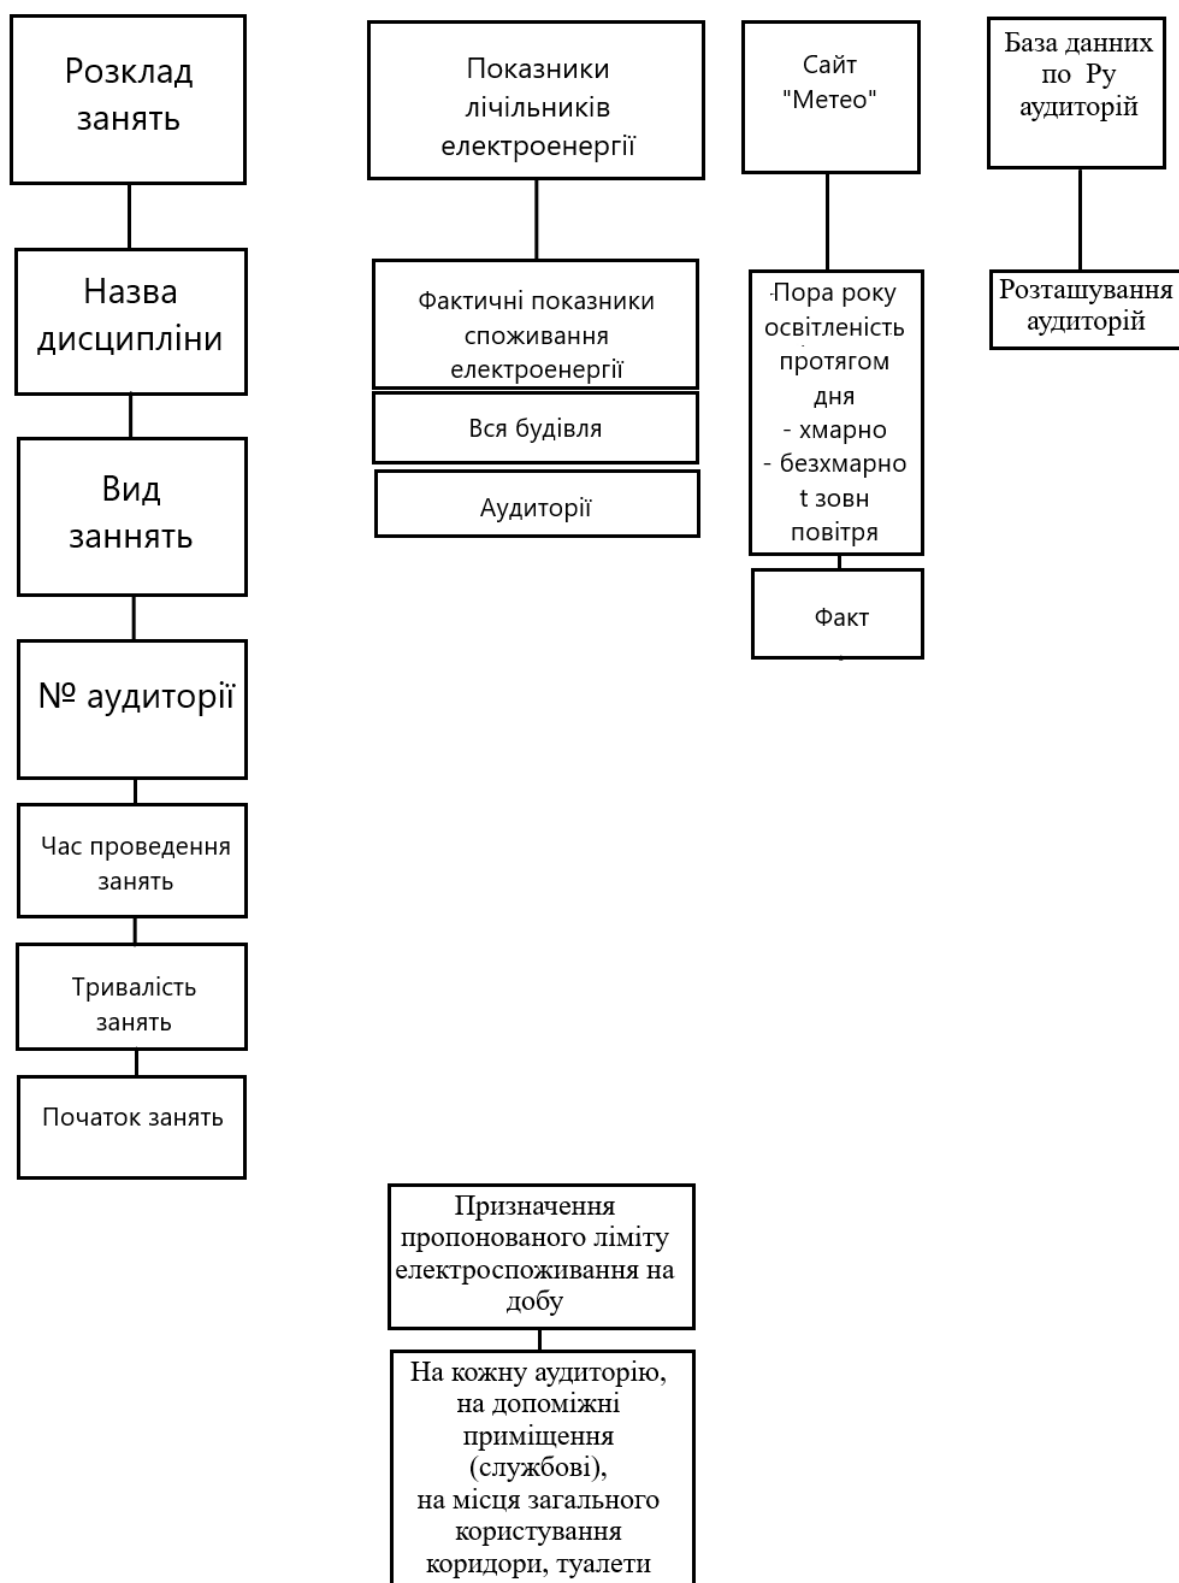 Розклад
занять
Назва
дисципліни
Вид
заннять
№ аудиторії
Час проведення
занять
Тривалість
занять
Початок занять
Показники
лічільників
електроенергії
Фактичні показники
споживання
електроенергії
Вся будівля
Аудиторії
Сайт
"Метео"
-Пора року
освітленість
протягом
дня
- хмарно
- безхмарно
t зовн
повітря
Факт
База данних
по Ру
аудиторій
Розташування
аудиторій
Призначення
пропонованого ліміту
електроспоживання на
добу
На кожну аудиторію,
на допоміжні
приміщення
(службові),
на місця загального
користування
коридори, туалети